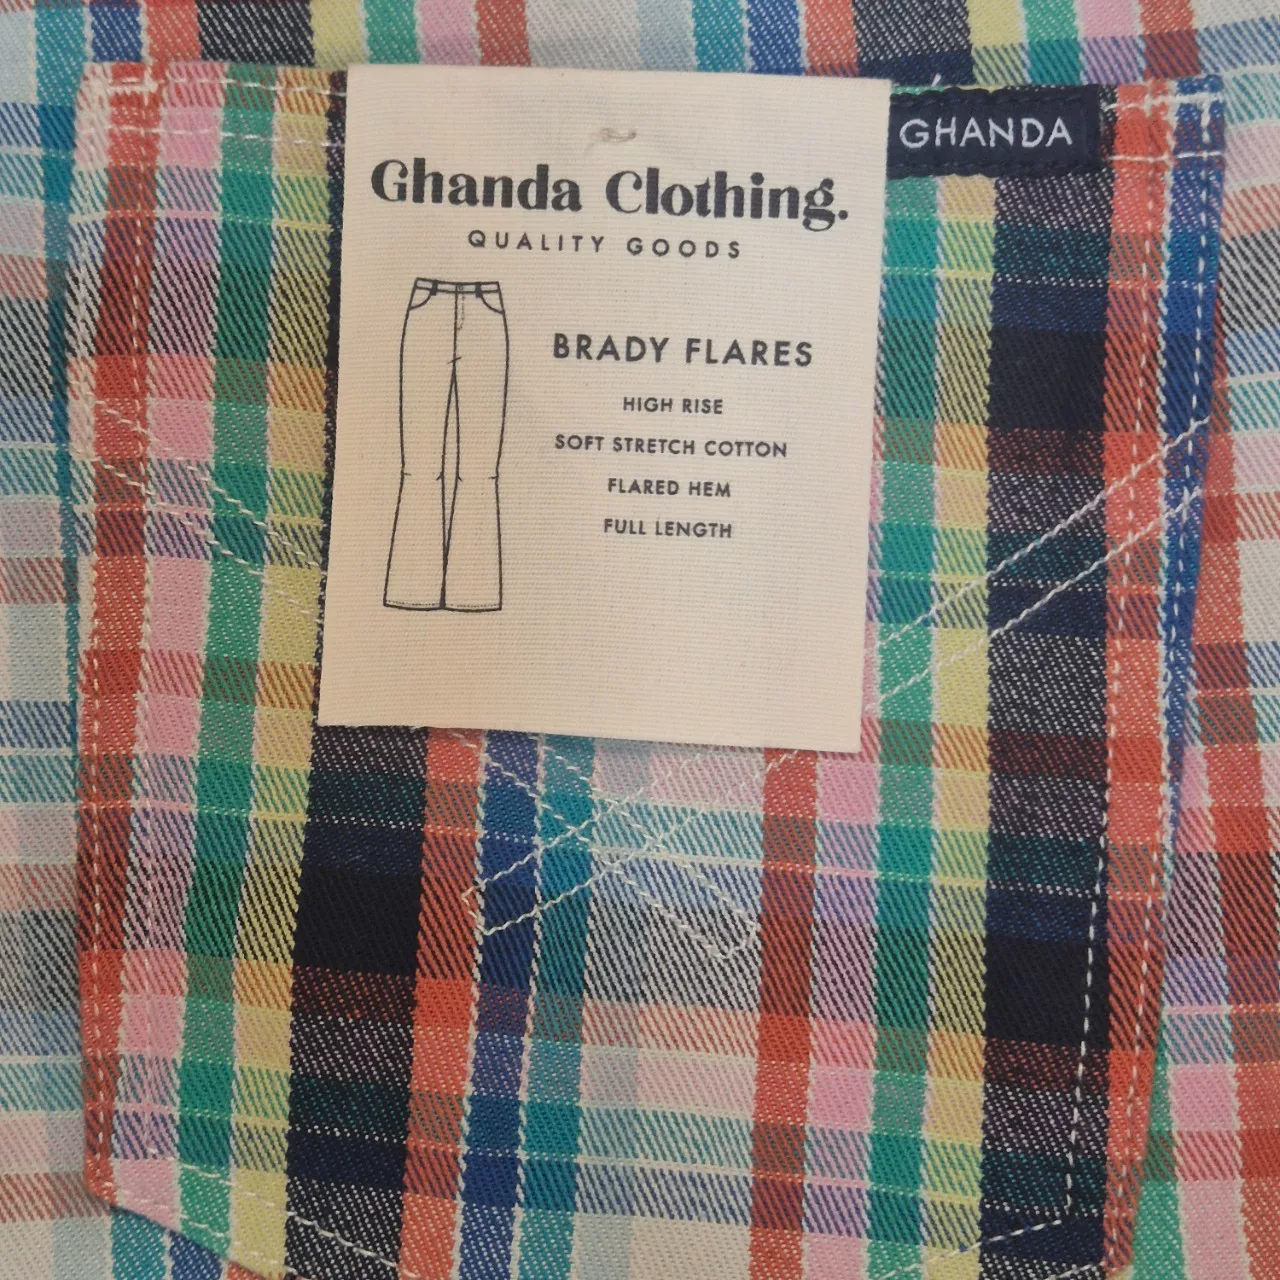 Ghanda Clothing.
GHANDA
QUALITY GOODS
BRADY FLARES
HIGH RISE
SOFT STRETCH COTTON
FLARED HEM
FULL LENGTH